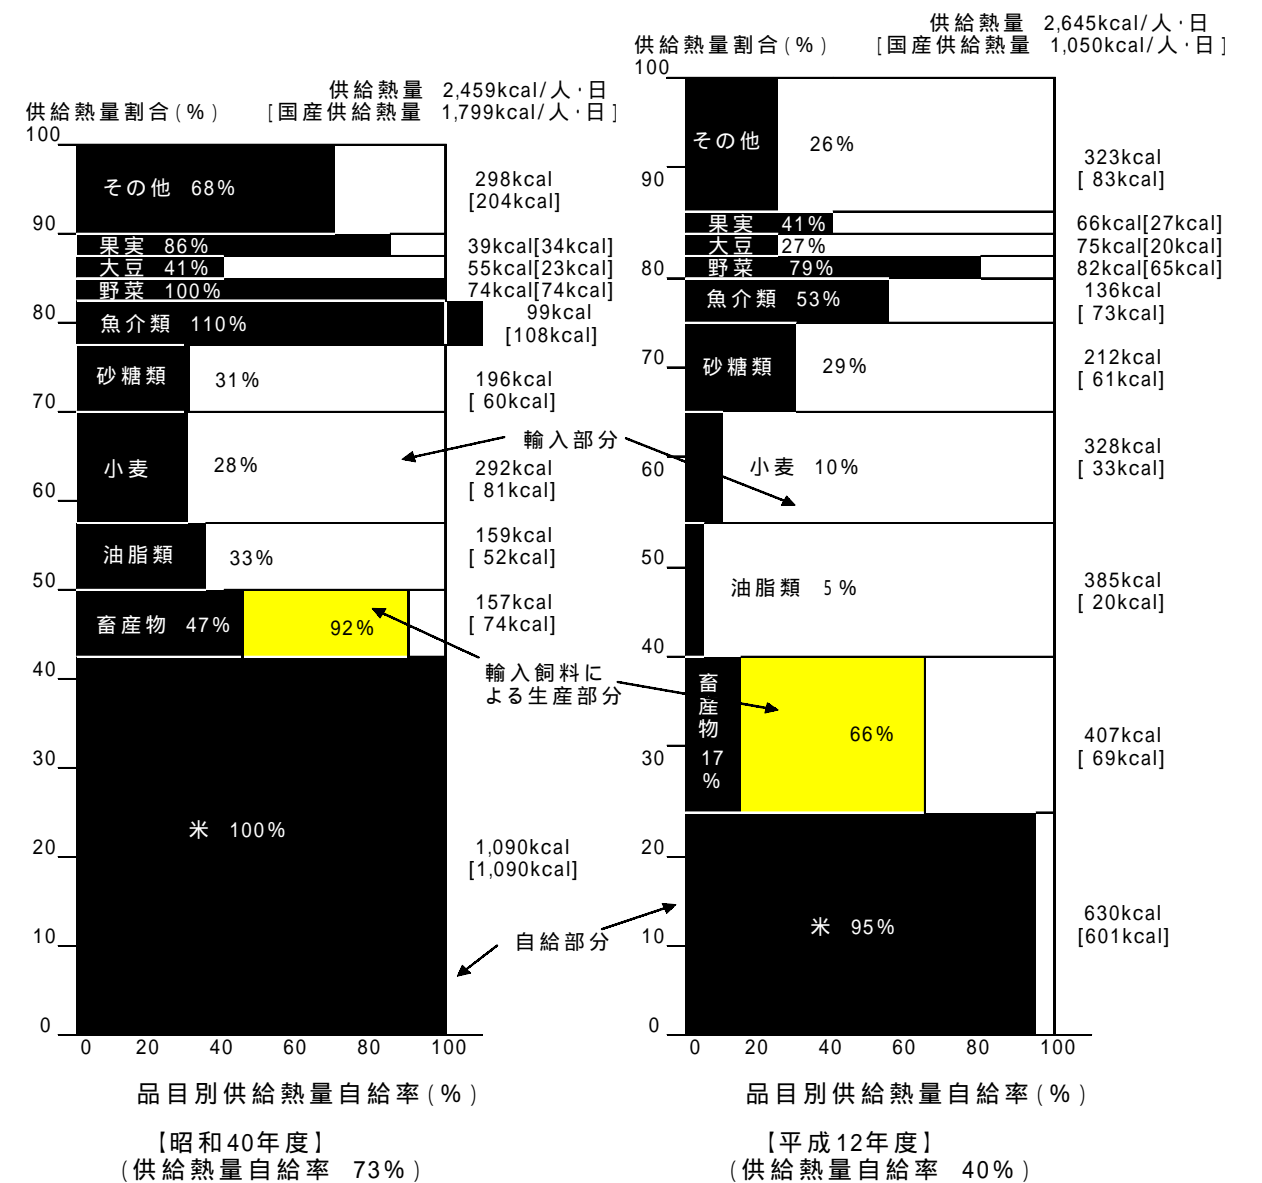 供給熱量 2,459kcal/人・日
供給熱量割合(%) [国産供給熱量 1,799kcal/人・日]
100
その他 68%
298kcal
[204kcal]
90
果実 86%
39kcal[34kcal]
大豆 41%
55kcal[23kcal]
野菜 100%
74kcal[74kcal]
80
魚介類 110%
99kcal
[108kcal]
砂糖類 31%
196kcal
[ 60kcal]
70
小麦 28%
292kcal
[ 81kcal]
60
油脂類 33%
159kcal
[ 52kcal]
50
畜産物 47% 92%
157kcal
[ 74kcal]
40
30
米 100%
20
1,090kcal
[1,090kcal]
10
0
0 20 40 60 80 100
品目別供給熱量自給率(%)
【昭和40年度】
(供給熱量自給率 73%)
輸入部分
輸入飼料に
よる生産部分
自給部分
供給熱量 2,645kcal/人・日
供給熱量割合(%) [国産供給熱量 1,050kcal/人・日]
100
その他 26%
323kcal
[ 83kcal]
90
果実 41%
66kcal[27kcal]
大豆 27%
75kcal[20kcal]
野菜 79%
82kcal[65kcal]
80
魚介類 53%
136kcal
[ 73kcal]
70
砂糖類 29%
212kcal
[ 61kcal]
60
小麦 10%
328kcal
[ 33kcal]
50
油脂類 5%
385kcal
[ 20kcal]
40
畜
産
物
17
%
66%
407kcal
[ 69kcal]
30
20
米 95%
630kcal
[601kcal]
10
0
0 20 40 60 80 100
品目別供給熱量自給率(%)
【平成12年度】
(供給熱量自給率 40%)